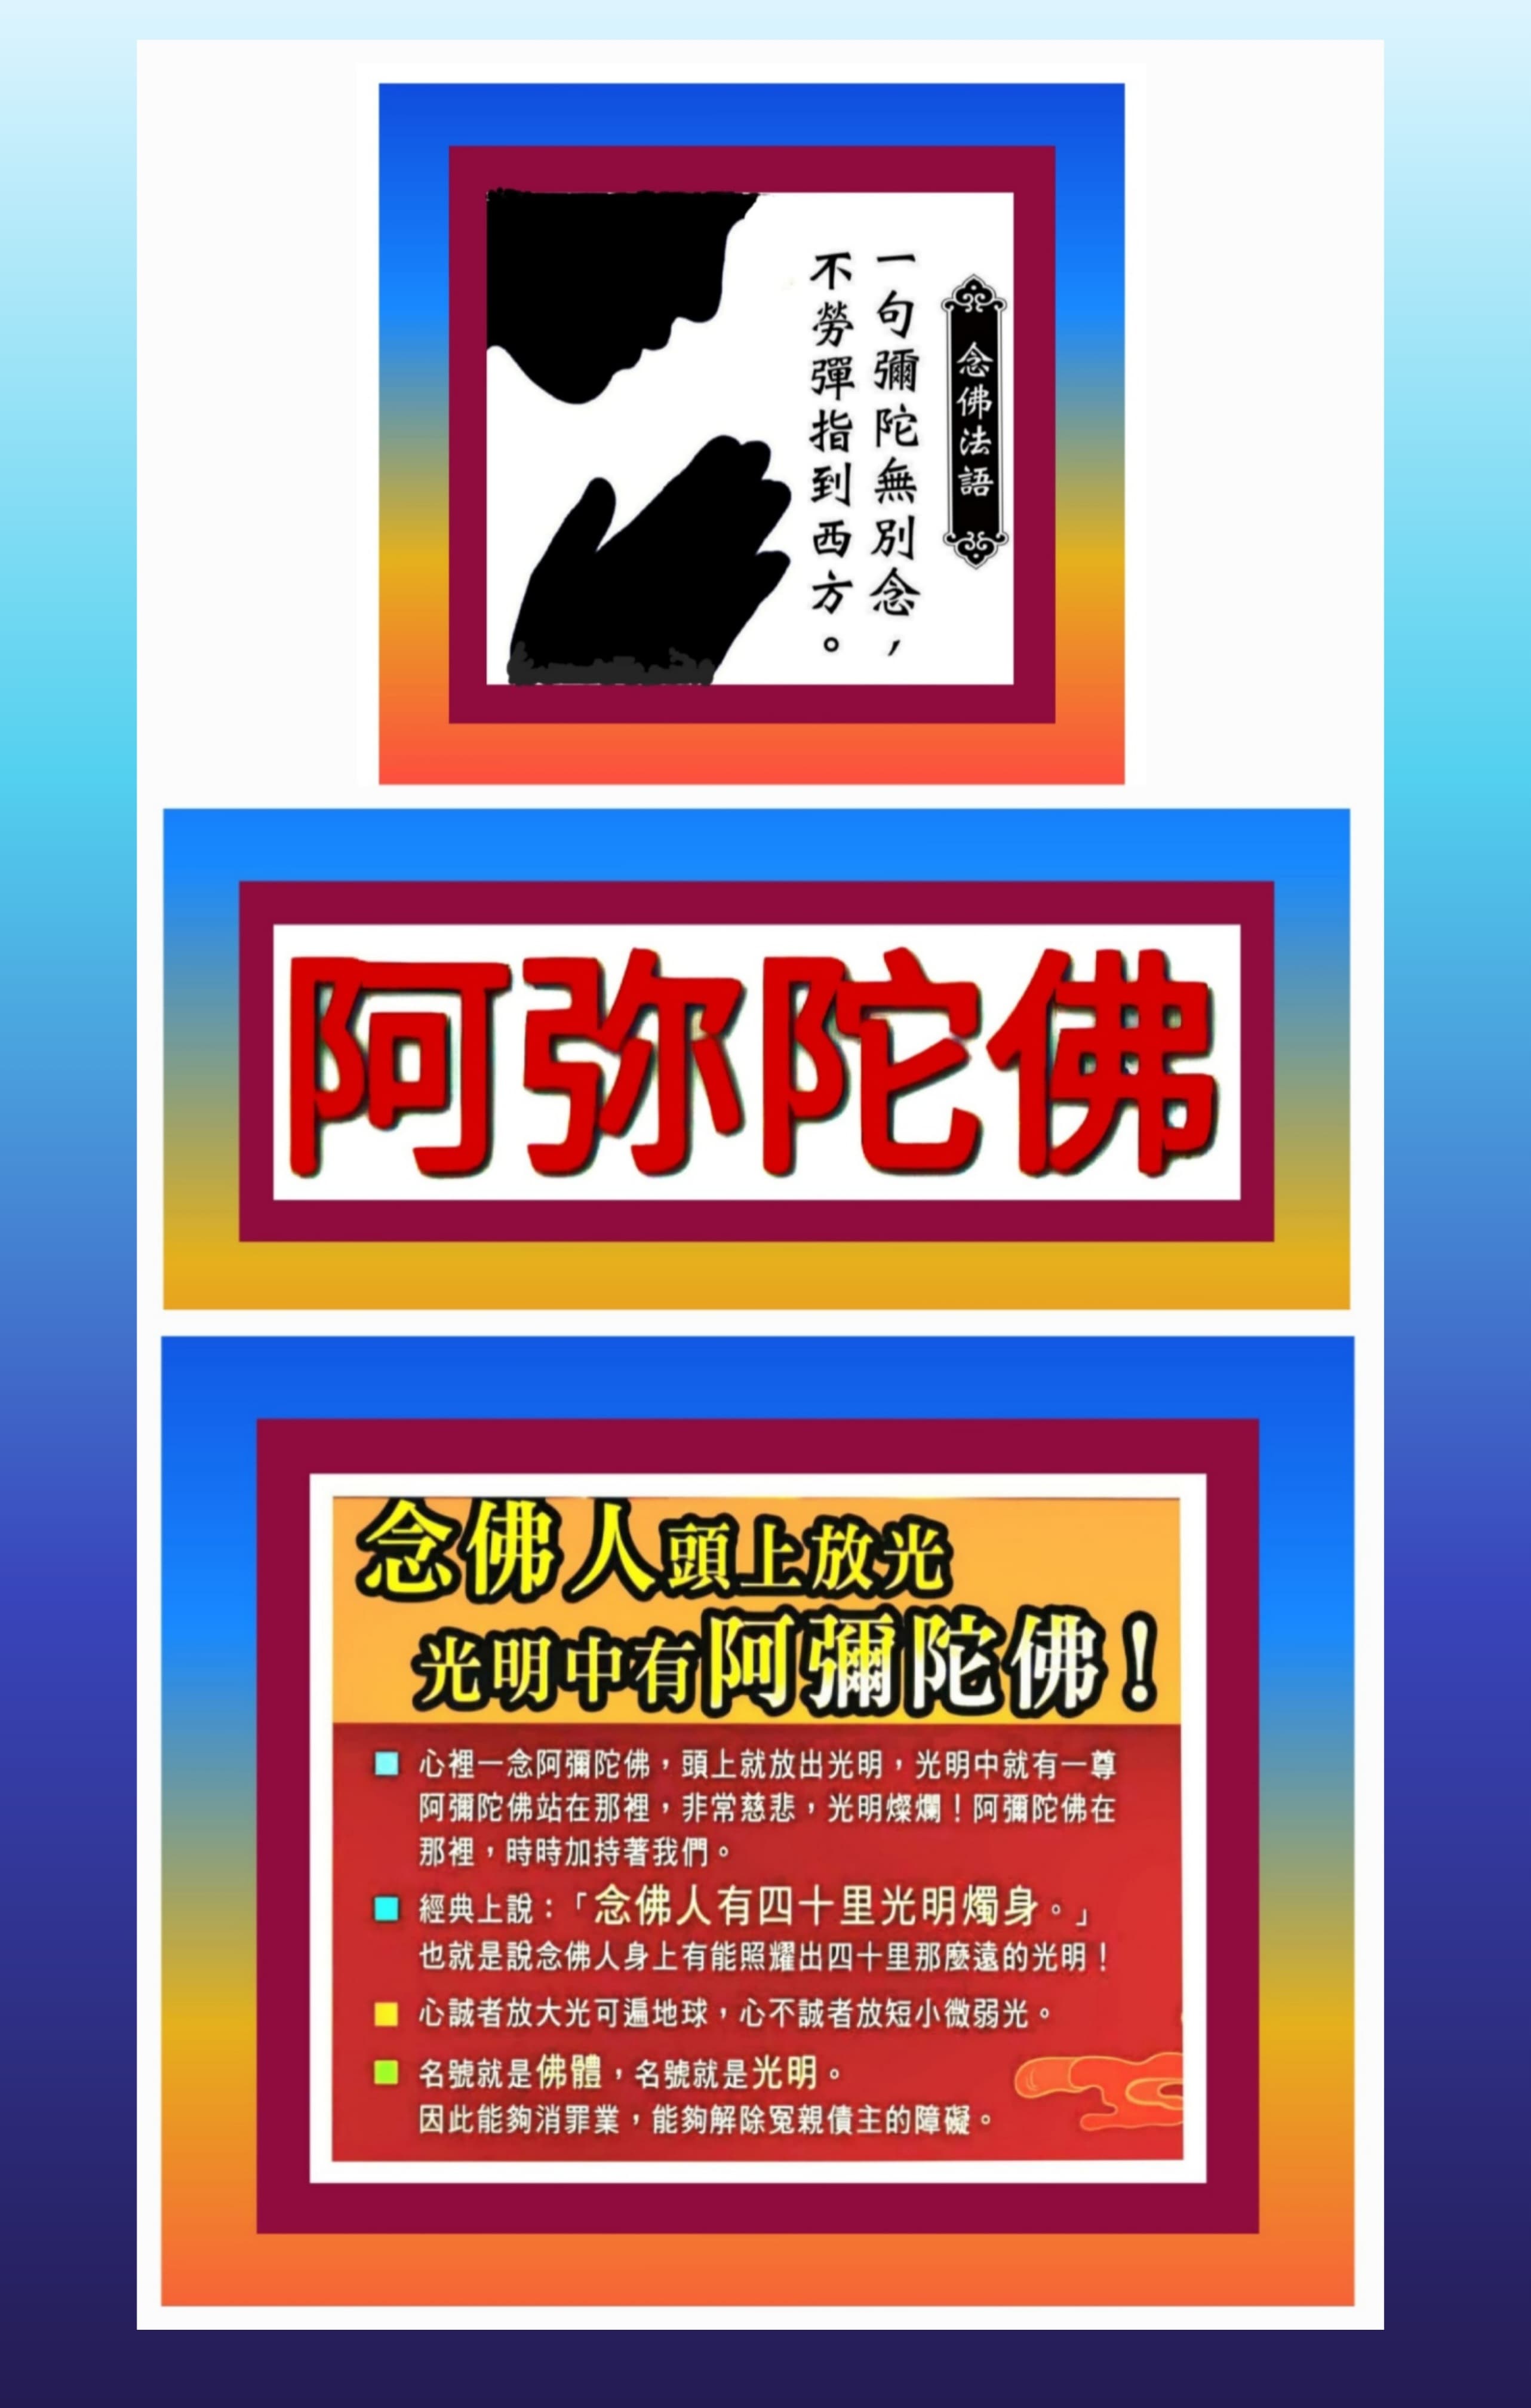 念佛法語
一句彌陀無別念，
不勞彈指到西方。
阿弥陀佛
念佛人頭上放光
光明中有阿彌陀佛！
心裡一念阿彌陀佛，頭上就放出光明，光明中就有一尊
阿彌陀佛站在那裡，非常慈悲，光明燦爛！阿彌陀佛在
那裡，時時加持著我們。
經典上說：「念佛人有四十里光明燭身。」
也就是說念佛人身上有能照耀出四十里那麼遠的光明！
心誠者放大光可遍地球，心不誠者放短小微弱光。
名號就是佛體，名號就是光明。
因此能夠消罪業，能夠解除冤親債主的障礙。